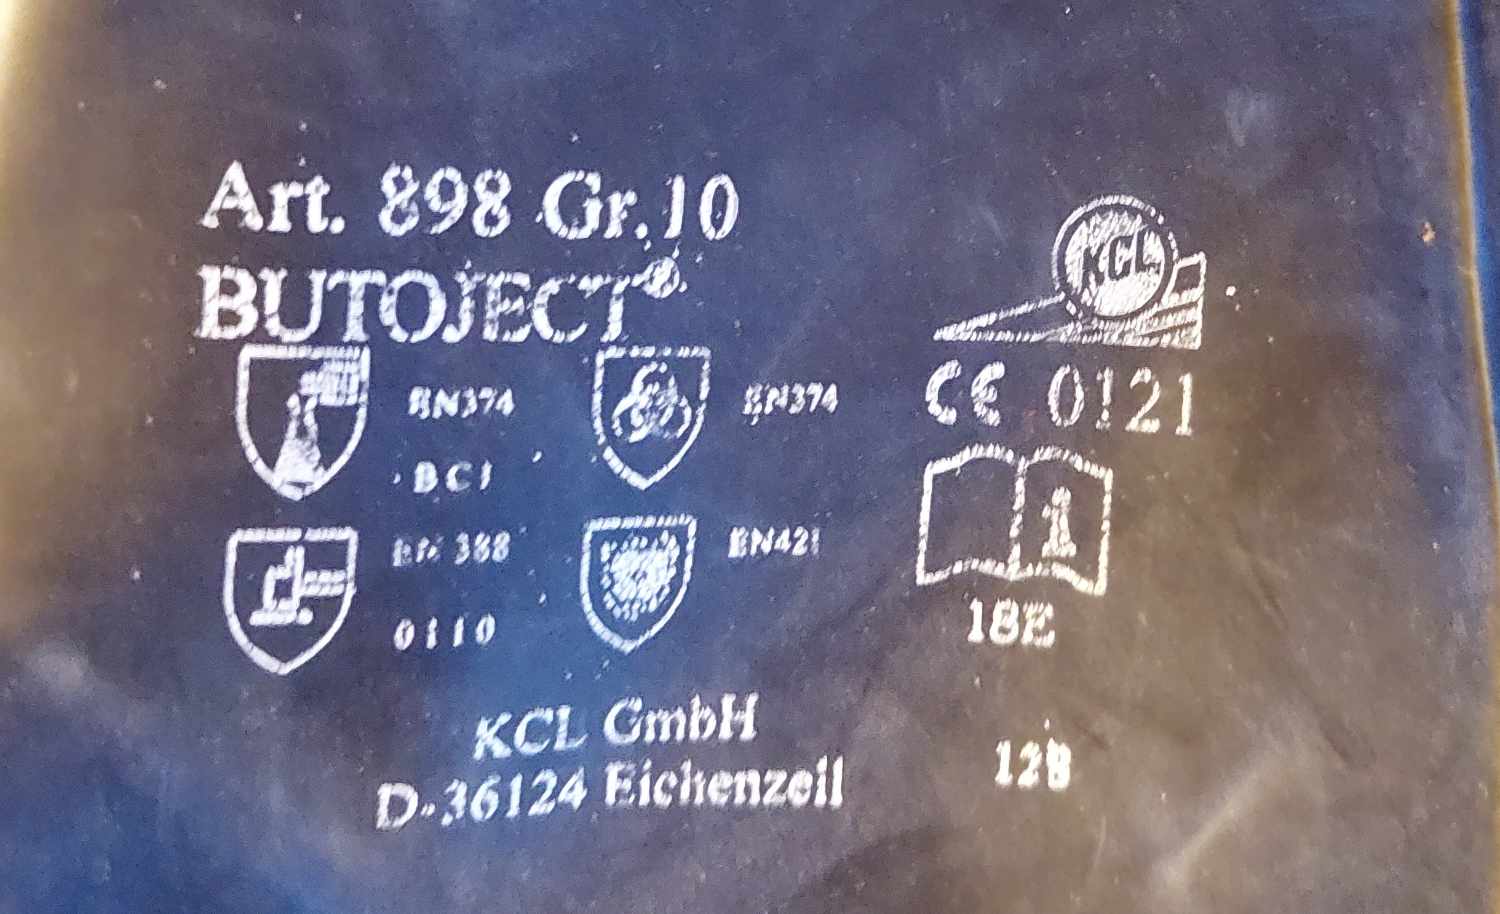 Art. 898 Gr.10
BUTOJECT®
KCL
EN374
EN374
CE 0121
BCI
EN 388
EN421
0110
i
18E
KCL GmbH
D-36124 Eichenzell
128